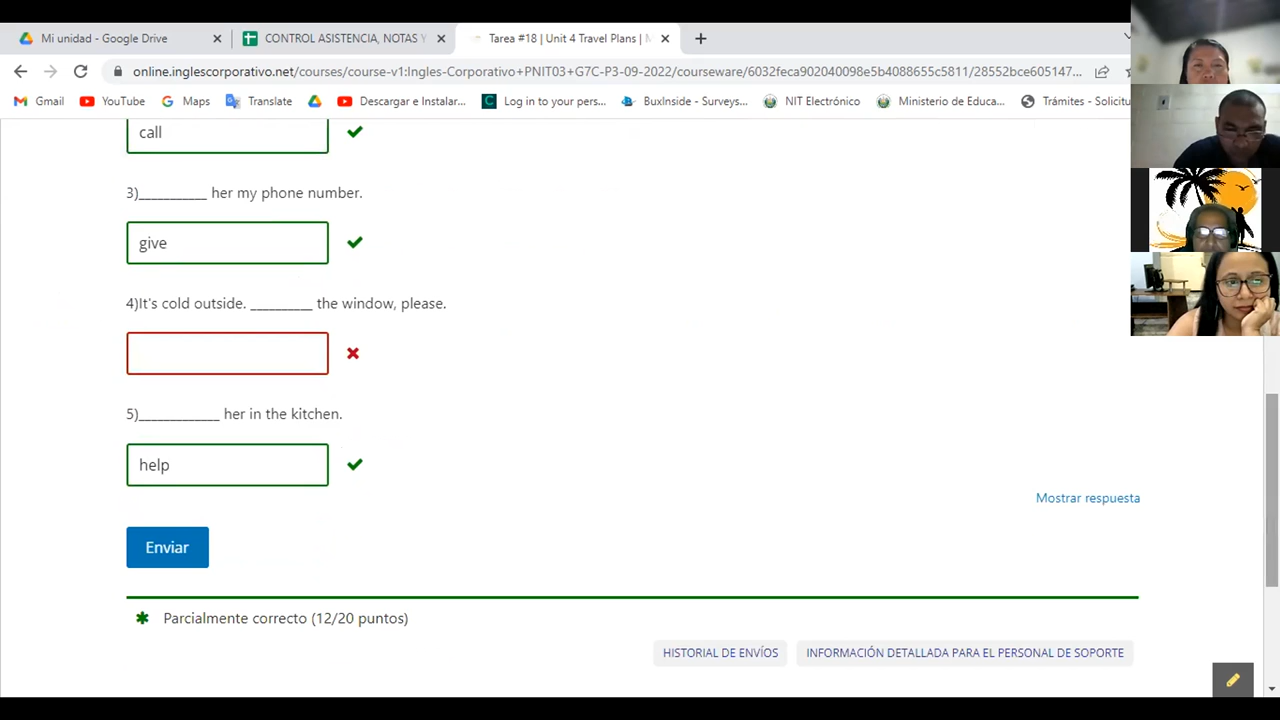 Mi unidad - Google Drive
CONTROL ASISTENCIA, NOTAS Y
Tarea #18 | Unit 4 Travel Plans |
online.inglescorporativo.net/courses/course-v1:Ingles-Corporativo+PNIT03+G7C-P3-09-2022/courseware/6032feca902040098e5b4088655c5811/28552bce605147...
Gmail YouTube Maps Translate Descargar e Instalar... Log in to your pers... BuxInside - Surveys... NIT Electrónico Ministerio de Educa... Trámites - Solicitu
call
3)__________ her my phone number.
give
4)It's cold outside. _________ the window, please.
5)____________ her in the kitchen.
help
Mostrar respuesta
Enviar
Parcialmente correcto (12/20 puntos)
HISTORIAL DE ENVÍOS
INFORMACIÓN DETALLADA PARA EL PERSONAL DE SOPORTE